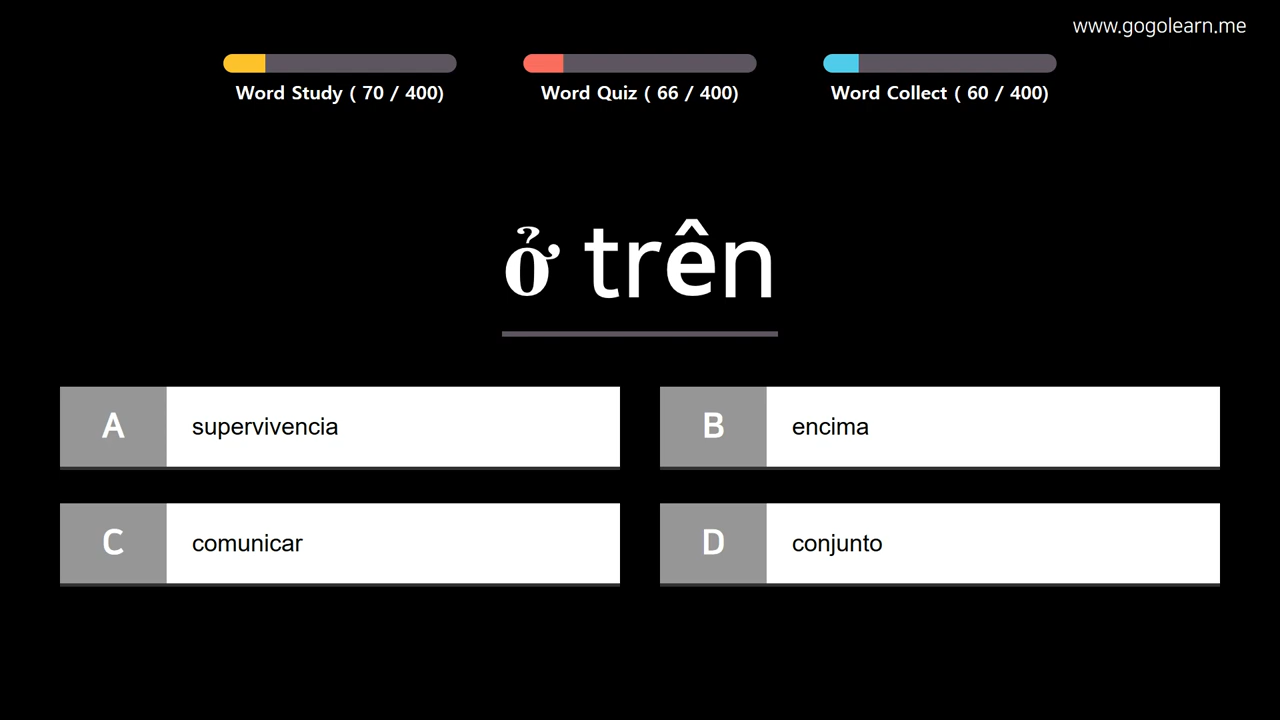 www.gogolearn.me
Word Study ( 70 / 400)
Word Quiz ( 66 / 400)
Word Collect ( 60 / 400)
ở trên
A supervivencia
B encima
C comunicar
D conjunto